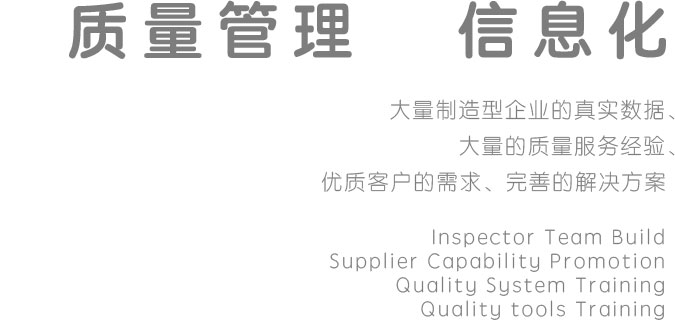 质量管理 信息化
大量制造型企业的真实数据、
大量的质量服务经验、
优质客户的需求、完善的解决方案
Inspector Team Build
Supplier Capability Promotion
Quality System Training
Quality tools Training